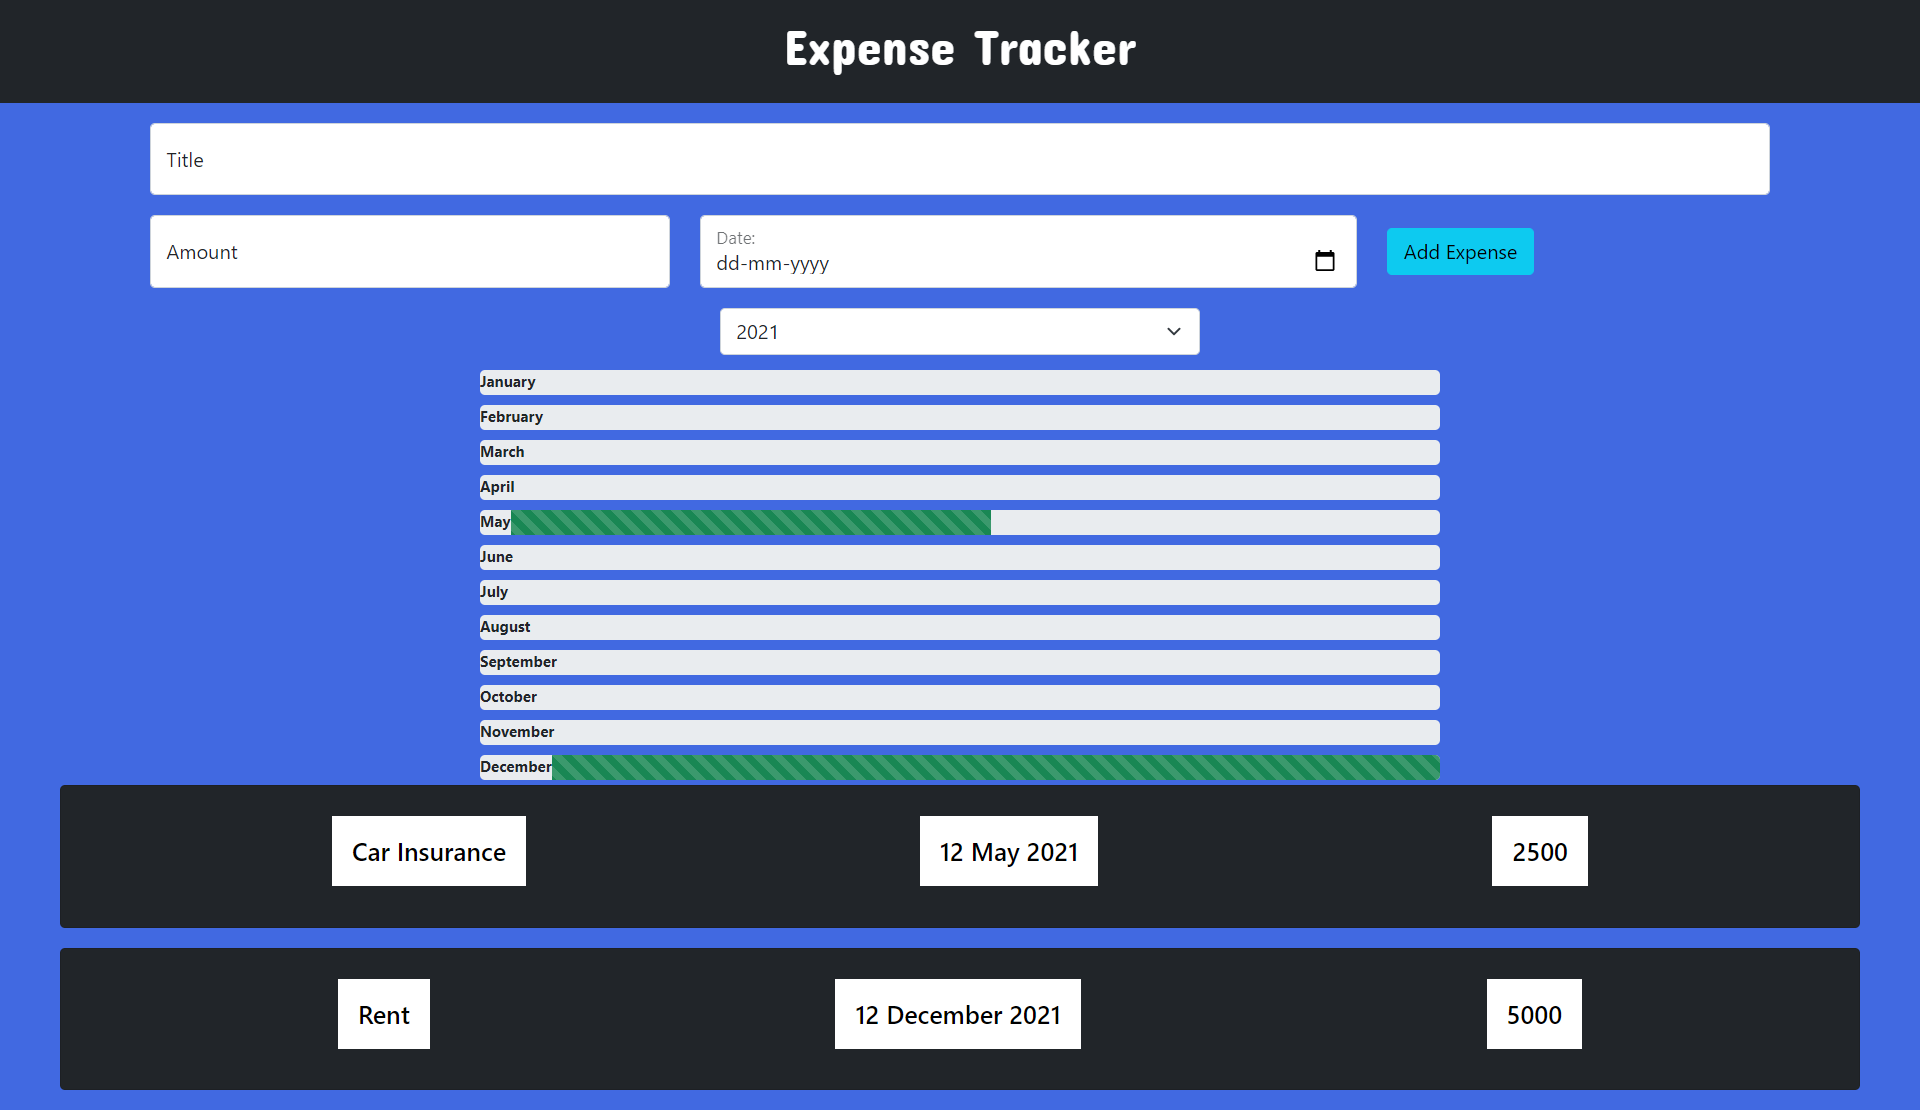 Expense Tracker
Title
Amount
Date:
dd-mm-yyyy
Add Expense
2021
January
February
March
April
May
June
July
August
September
October
November
December
Car Insurance 12 May 2021 2500
Rent 12 December 2021 5000